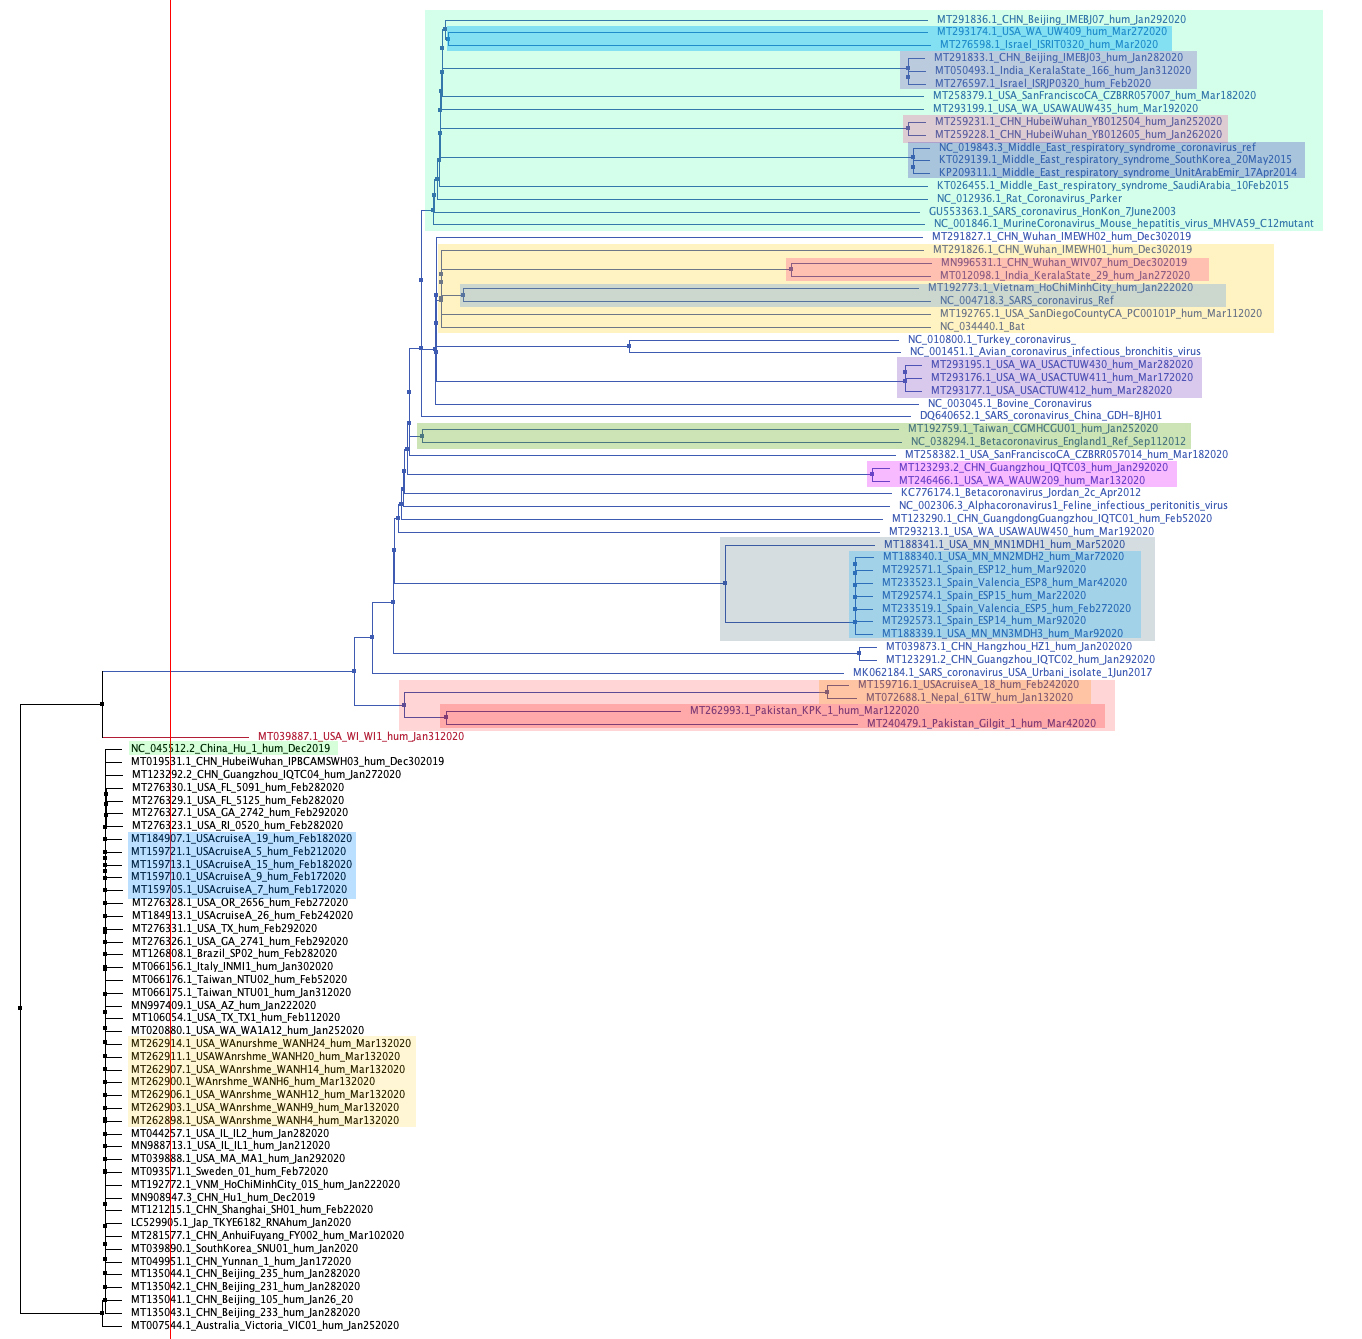 MT291836.1_CHN_Beijing_IMEBJ07_hum_Jan292020
MT293174.1_USA_WA_UW409_hum_Mar272020
MT276598.1_Israel_ISRIT0320_hum_Mar2020
MT291833.1_CHN_Beijing_IMEBJ03_hum_Jan282020
MT050493.1_India_KeralaState_166_hum_Jan312020
MT276597.1_Israel_ISRJP0320_hum_Feb2020
MT258379.1_USA_SanFranciscoCA_CZBRR057007_hum_Mar182020
MT293199.1_USA_WA_USAWAUW435_hum_Mar192020
MT259231.1_CHN_HubeiWuhan_YB012504_hum_Jan252020
MT259228.1_CHN_HubeiWuhan_YB012605_hum_Jan262020
NC_019843.3_Middle_East_respiratory_syndrome_coronavirus_ref
KT029139.1_Middle_East_respiratory_syndrome_SouthKorea_20May2015
KP209311.1_Middle_East_respiratory_syndrome_UnitArabEmir_17Apr2014
KT026455.1_Middle_East_respiratory_syndrome_SaudiArabia_10Feb2015
NC_012936.1_Rat_Coronavirus_Parker
GU553363.1_SARS_coronavirus_HonKon_7June2003
NC_001846.1_MurineCoronavirus_Mouse_hepatitis_virus_MHVA59_C12mutant
MT291827.1_CHN_Wuhan_IMEWH02_hum_Dec302019
MT291826.1_CHN_Wuhan_IMEWH01_hum_Dec302019
MN996531.1_CHN_Wuhan_WIV07_hum_Dec302019
MT012098.1_India_KeralaState_29_hum_Jan272020
MT192773.1_Vietnam_HoChiMinhCity_hum_Jan222020
NC_004718.3_SARS_coronavirus_Ref
MT192765.1_USA_SanDiegoCountyCA_PC00101P_hum_Mar112020
NC_034440.1_Bat
NC_010800.1_Turkey_coronavirus_
NC_001451.1_Avian_coronavirus_infectious_bronchitis_virus
MT293195.1_USA_WA_USACTUW430_hum_Mar282020
MT293176.1_USA_WA_USACTUW411_hum_Mar172020
MT293177.1_USA_USACTUW412_hum_Mar282020
NC_003045.1_Bovine_Coronavirus
DQ640652.1_SARS_coronavirus_China_GDH-BJH01
MT192759.1_Taiwan_CGMHCGU01_hum_Jan252020
NC_038294.1_Betacoronavirus_England1_Ref_Sep112012
MT258382.1_USA_SanFranciscoCA_CZBRR057014_hum_Mar182020
MT123293.2_CHN_Guangzhou_IQTC03_hum_Jan292020
MT246466.1_USA_WA_WAUW209_hum_Mar132020
KC776174.1_Betacoronavirus_Jordan_2c_Apr2012
NC_002306.3_Alphacoronavirus1_Feline_infectious_peritonitis_virus
MT123290.1_CHN_GuangdongGuangzhou_IQTC01_hum_Feb52020
MT293213.1_USA_WA_USAWAUW450_hum_Mar192020
MT188341.1_USA_MN_MN1MDH1_hum_Mar52020
MT188340.1_USA_MN_MN2MDH2_hum_Mar72020
MT292571.1_Spain_ESP12_hum_Mar92020
MT233523.1_Spain_Valencia_ESP8_hum_Mar42020
MT292574.1_Spain_ESP15_hum_Mar22020
MT233519.1_Spain_Valencia_ESP5_hum_Feb272020
MT292573.1_Spain_ESP14_hum_Mar92020
MT188339.1_USA_MN_MN3MDH3_hum_Mar92020
MT039873.1_CHN_Hangzhou_HZ1_hum_Jan202020
MT123291.2_CHN_Guangzhou_IQTC02_hum_Jan292020
MK062184.1_SARS_coronavirus_USA_Urbani_isolate_1Jun2017
MT159716.1_USAcruiseA_18_hum_Feb242020
MT072688.1_Nepal_61TW_hum_Jan132020
MT262993.1_Pakistan_KPK_1_hum_Mar122020
MT240479.1_Pakistan_Gilgit_1_hum_Mar42020
MT039887.1_USA_WI_WI1_hum_Jan312020
NC_045512.2_China_Hu_1_hum_Dec2019
MT019531.1_CHN_HubeiWuhan_IPBCAMSWH03_hum_Dec302019
MT123292.2_CHN_Guangzhou_IQTC04_hum_Jan272020
MT276330.1_USA_FL_5091_hum_Feb282020
MT276329.1_USA_FL_5125_hum_Feb282020
MT276327.1_USA_GA_2742_hum_Feb292020
MT276323.1_USA_RI_0520_hum_Feb282020
MT184907.1_USAcruiseA_19_hum_Feb182020
MT159721.1_USAcruiseA_5_hum_Feb212020
MT159713.1_USAcruiseA_15_hum_Feb182020
MT159710.1_USAcruiseA_9_hum_Feb172020
MT159705.1_USAcruiseA_7_hum_Feb172020
MT276328.1_USA_OR_2656_hum_Feb272020
MT184913.1_USAcruiseA_26_hum_Feb242020
MT276331.1_USA_TX_hum_Feb292020
MT276326.1_USA_GA_2741_hum_Feb292020
MT126808.1_Brazil_SP02_hum_Feb282020
MT066156.1_Italy_INMI1_hum_Jan302020
MT066176.1_Taiwan_NTU02_hum_Feb52020
MT066175.1_Taiwan_NTU01_hum_Jan312020
MN997409.1_USA_AZ_hum_Jan222020
MT106054.1_USA_TX_TX1_hum_Feb112020
MT020880.1_USA_WA_WA1A12_hum_Jan252020
MT262914.1_USA_WAnurshme_WANH24_hum_Mar132020
MT262911.1_USAWAnrshme_WANH20_hum_Mar132020
MT262907.1_USA_WAnrshme_WANH14_hum_Mar132020
MT262900.1_WAnrshme_WANH6_hum_Mar132020
MT262906.1_USA_WAnrshme_WANH12_hum_Mar132020
MT262903.1_USA_WAnrshme_WANH9_hum_Mar132020
MT262898.1_USA_WAnrshme_WANH4_hum_Mar132020
MT044257.1_USA_IL_IL2_hum_Jan282020
MN988713.1_USA_IL_IL1_hum_Jan212020
MT039888.1_USA_MA_MA1_hum_Jan292020
MT093571.1_Sweden_01_hum_Feb72020
MT192772.1_VNM_HoChiMinhCity_01S_hum_Jan222020
MN908947.3_CHN_Hu1_hum_Dec2019
MT121215.1_CHN_Shanghai_SH01_hum_Feb22020
LC529905.1_Jap_TKYE6182_RNAhum_Jan2020
MT281577.1_CHN_AnhuiFuyang_FY002_hum_Mar102020
MT039890.1_SouthKorea_SNU01_hum_Jan2020
MT049951.1_CHN_Yunnan_1_hum_Jan172020
MT135044.1_CHN_Beijing_235_hum_Jan282020
MT135042.1_CHN_Beijing_231_hum_Jan282020
MT135041.1_CHN_Beijing_105_hum_Jan26_20
MT135043.1_CHN_Beijing_233_hum_Jan282020
MT007544.1_Australia_Victoria_VIC01_hum_Jan252020